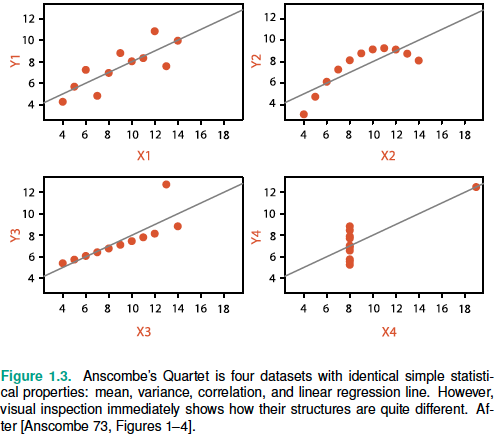 12
10
8
6
4
Y1
4 6 8 10 12 14 16 18
X1
12
10
8
6
4
Y2
4 6 8 10 12 14 16 18
X2
12
10
8
6
4
Y3
4 6 8 10 12 14 16 18
X3
12
10
8
6
4
Y4
4 6 8 10 12 14 16 18
X4
Figure 1.3. Anscombe's Quartet is four datasets with identical simple statisti-
cal properties: mean, variance, correlation, and linear regression line. However,
visual inspection immediately shows how their structures are quite different. Af-
ter [Anscombe 73, Figures 1–4].